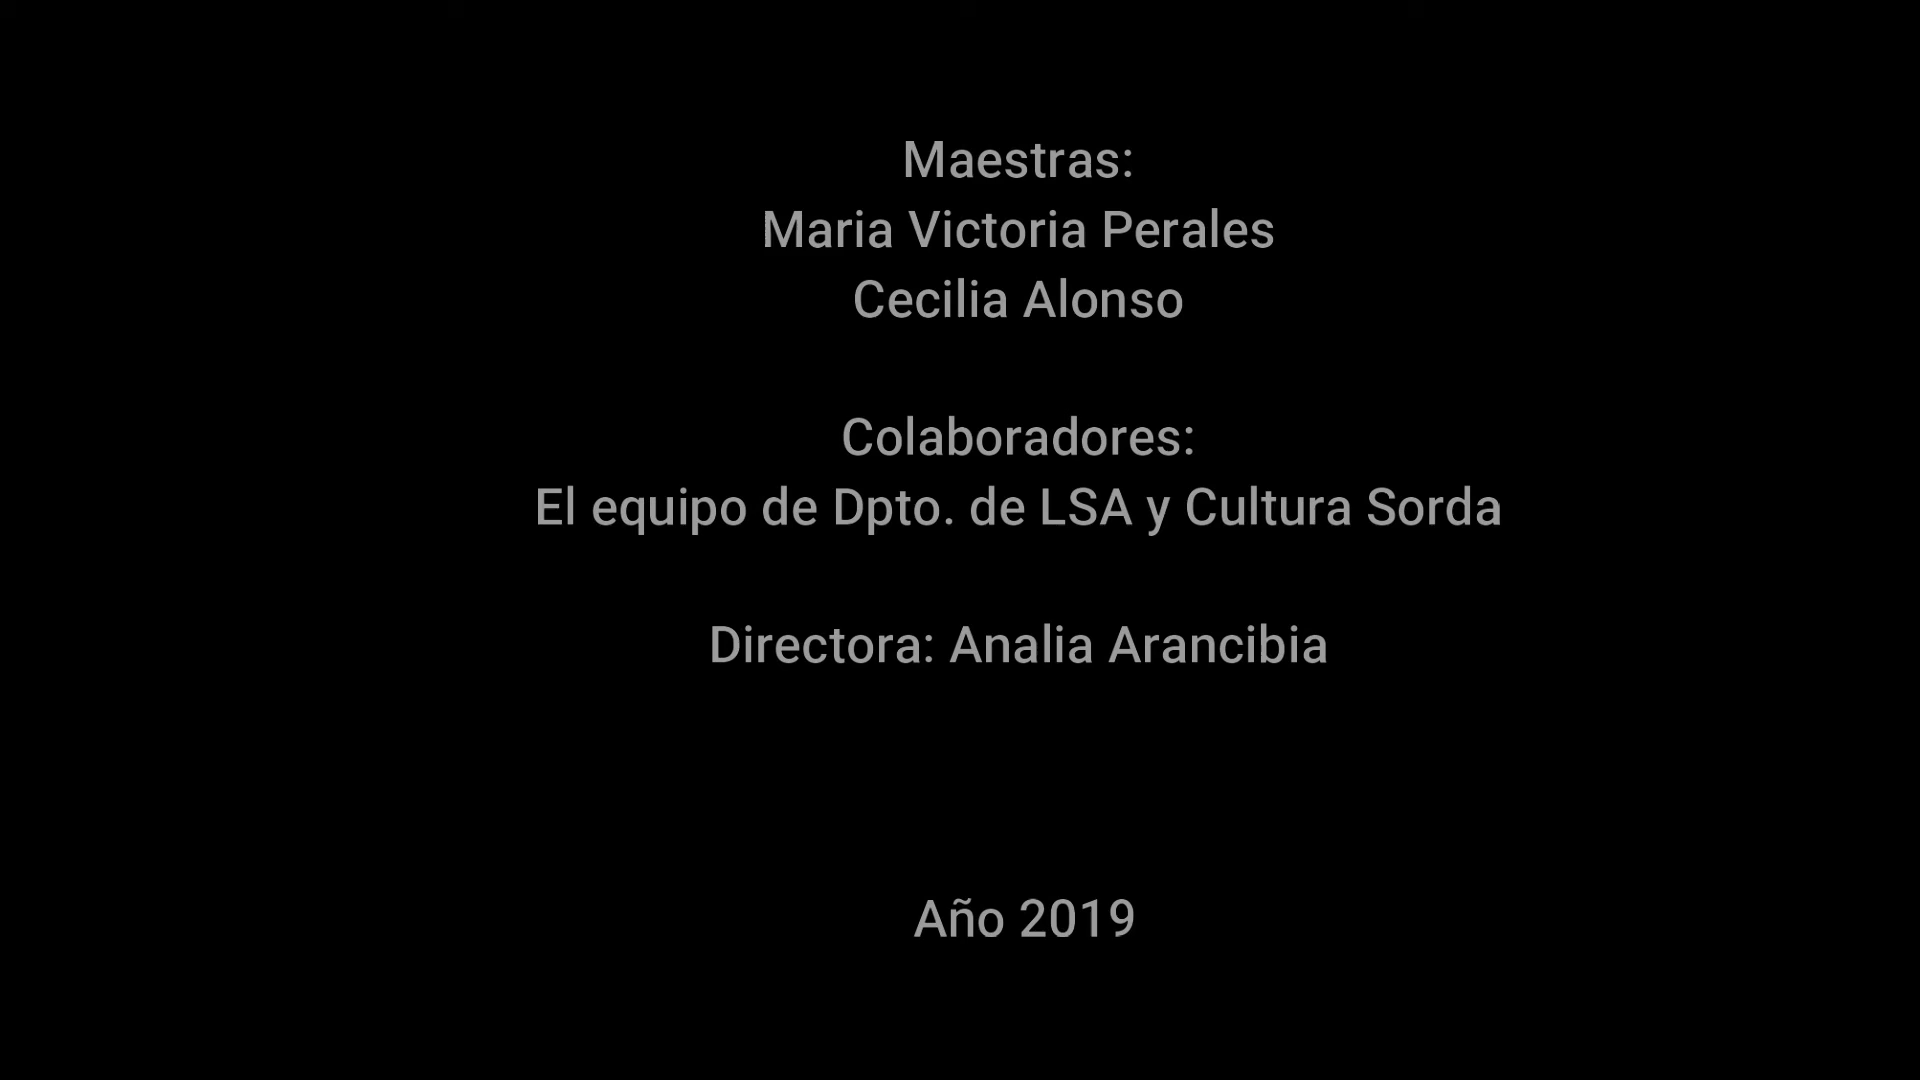 Maestras:
Maria Victoria Perales
Cecilia Alonso
Colaboradores:
El equipo de Dpto. de LSA y Cultura Sorda
Directora: Analia Arancibia
Año 2019